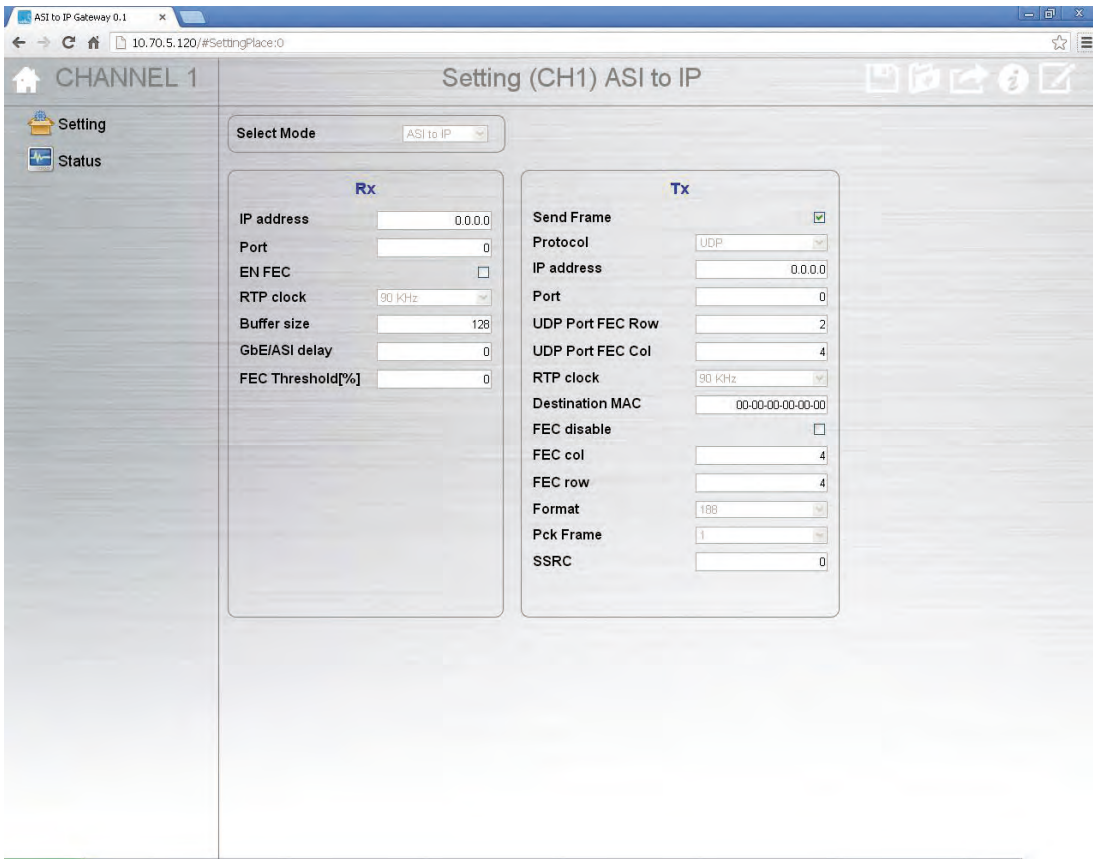 ASI to IP Gateway 0.1
10.70.5.120/#SettingPlace:0
CHANNEL 1
Setting (CH1) ASI to IP
Setting
Status
Select Mode ASI to IP
Rx
IP address 0.0.0.0
Port 0
EN FEC
RTP clock 90 KHz
Buffer size 128
GbE/ASI delay 0
FEC Threshold[%] 0
Tx
Send Frame
Protocol UDP
IP address 0.0.0.0
Port 0
UDP Port FEC Row 2
UDP Port FEC Col 4
RTP clock 90 KHz
Destination MAC 00-00-00-00-00-00
FEC disable
FEC col 4
FEC row 4
Format 188
Pck Frame 1
SSRC 0